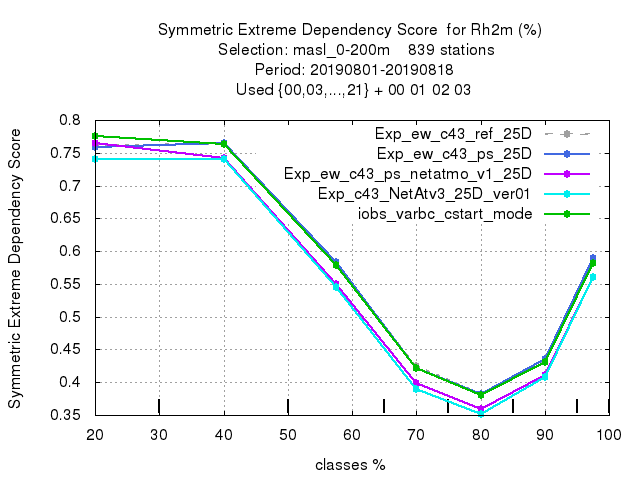 Symmetric Extreme Dependency Score for Rh2m (%)
Selection: masl_0-200m 839 stations
Period: 20190801-20190818
Used {00,03,...,21} + 00 01 02 03
Symmetric Extreme Dependency Score
0.8
0.75
0.7
0.65
0.6
0.55
0.5
0.45
0.4
0.35
Exp_ew_c43_ref_25D
Exp_ew_c43_ps_25D
Exp_ew_c43_ps_netatmo_v1_25D
Exp_c43_NetAtv3_25D_ver01
iobs_varbc_cstart_mode
20 30 40 50 60 70 80 90 100
classes %